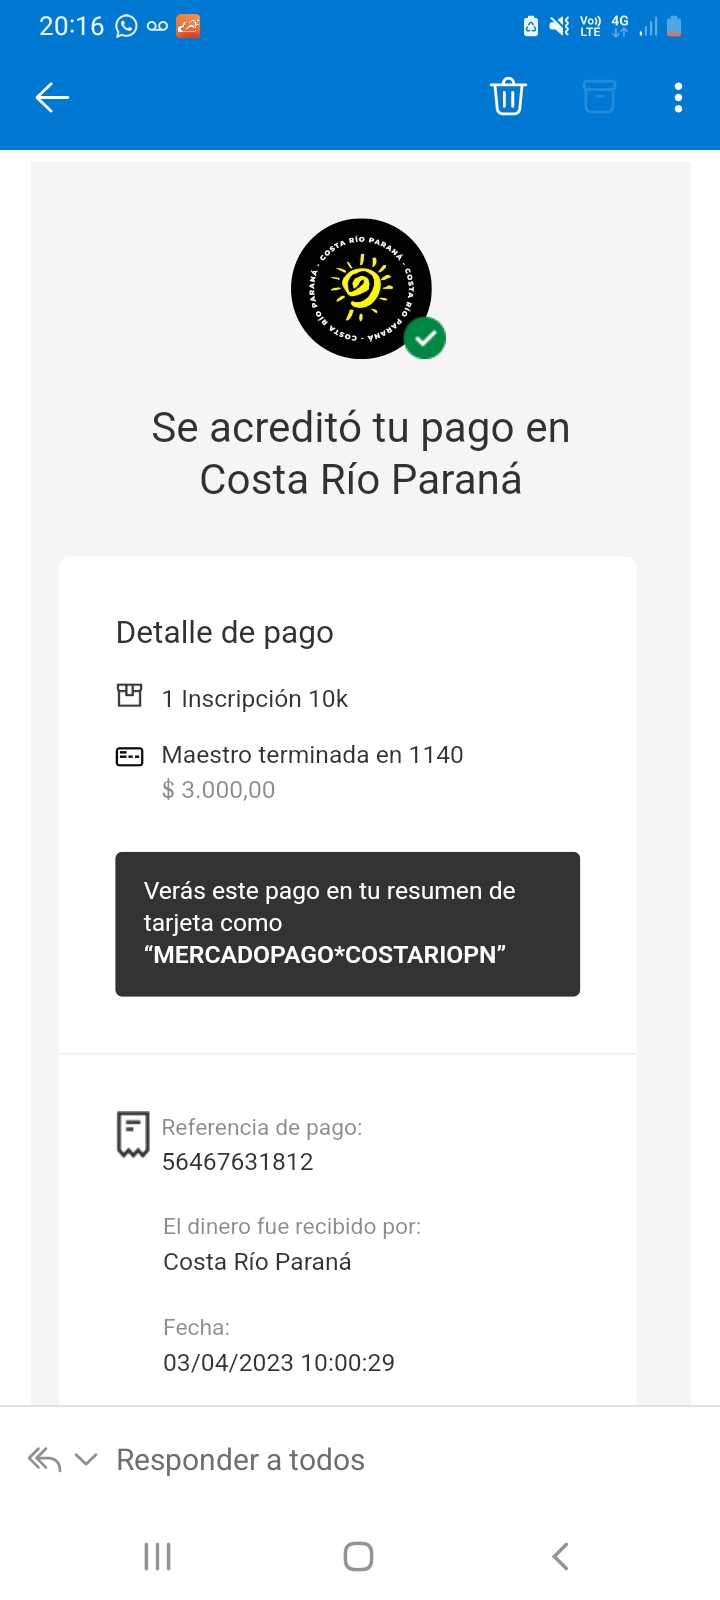 20:16
Vo)) LTE 4G
COSTA RÍO PARANÁ - COSTA RÍO PARANÁ - COSTA RÍO PARANÁ -
Se acreditó tu pago en
Costa Río Paraná
Detalle de pago
1 Inscripción 10k
Maestro terminada en 1140
$ 3.000,00
Verás este pago en tu resumen de
tarjeta como
“MERCADOPAGO*COSTARIOPN”
Referencia de pago:
56467631812
El dinero fue recibido por:
Costa Río Paraná
Fecha:
03/04/2023 10:00:29
Responder a todos